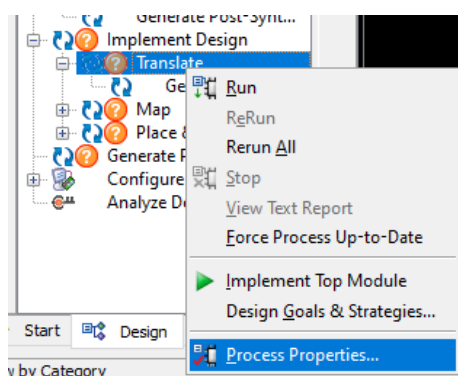 Generate Post-Synt...
Implement Design
Translate
Ge
Map
Place &
Generate P
Configure
Analyze De
Run
ReRun
Rerun All
Stop
View Text Report
Force Process Up-to-Date
Implement Top Module
Design Goals & Strategies...
Process Properties...
Start
Design
w by Category